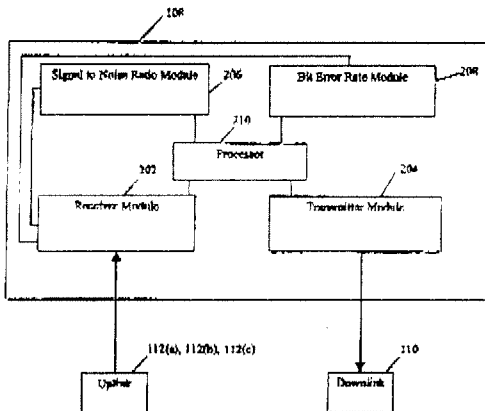 108
Signal to Noise Ratio Module
206
Bit Error Rate Module
208
210
Processor
202
Receiver Module
204
Transmitter Module
112(a), 112(b), 112(c)
Uplink
110
Downlink